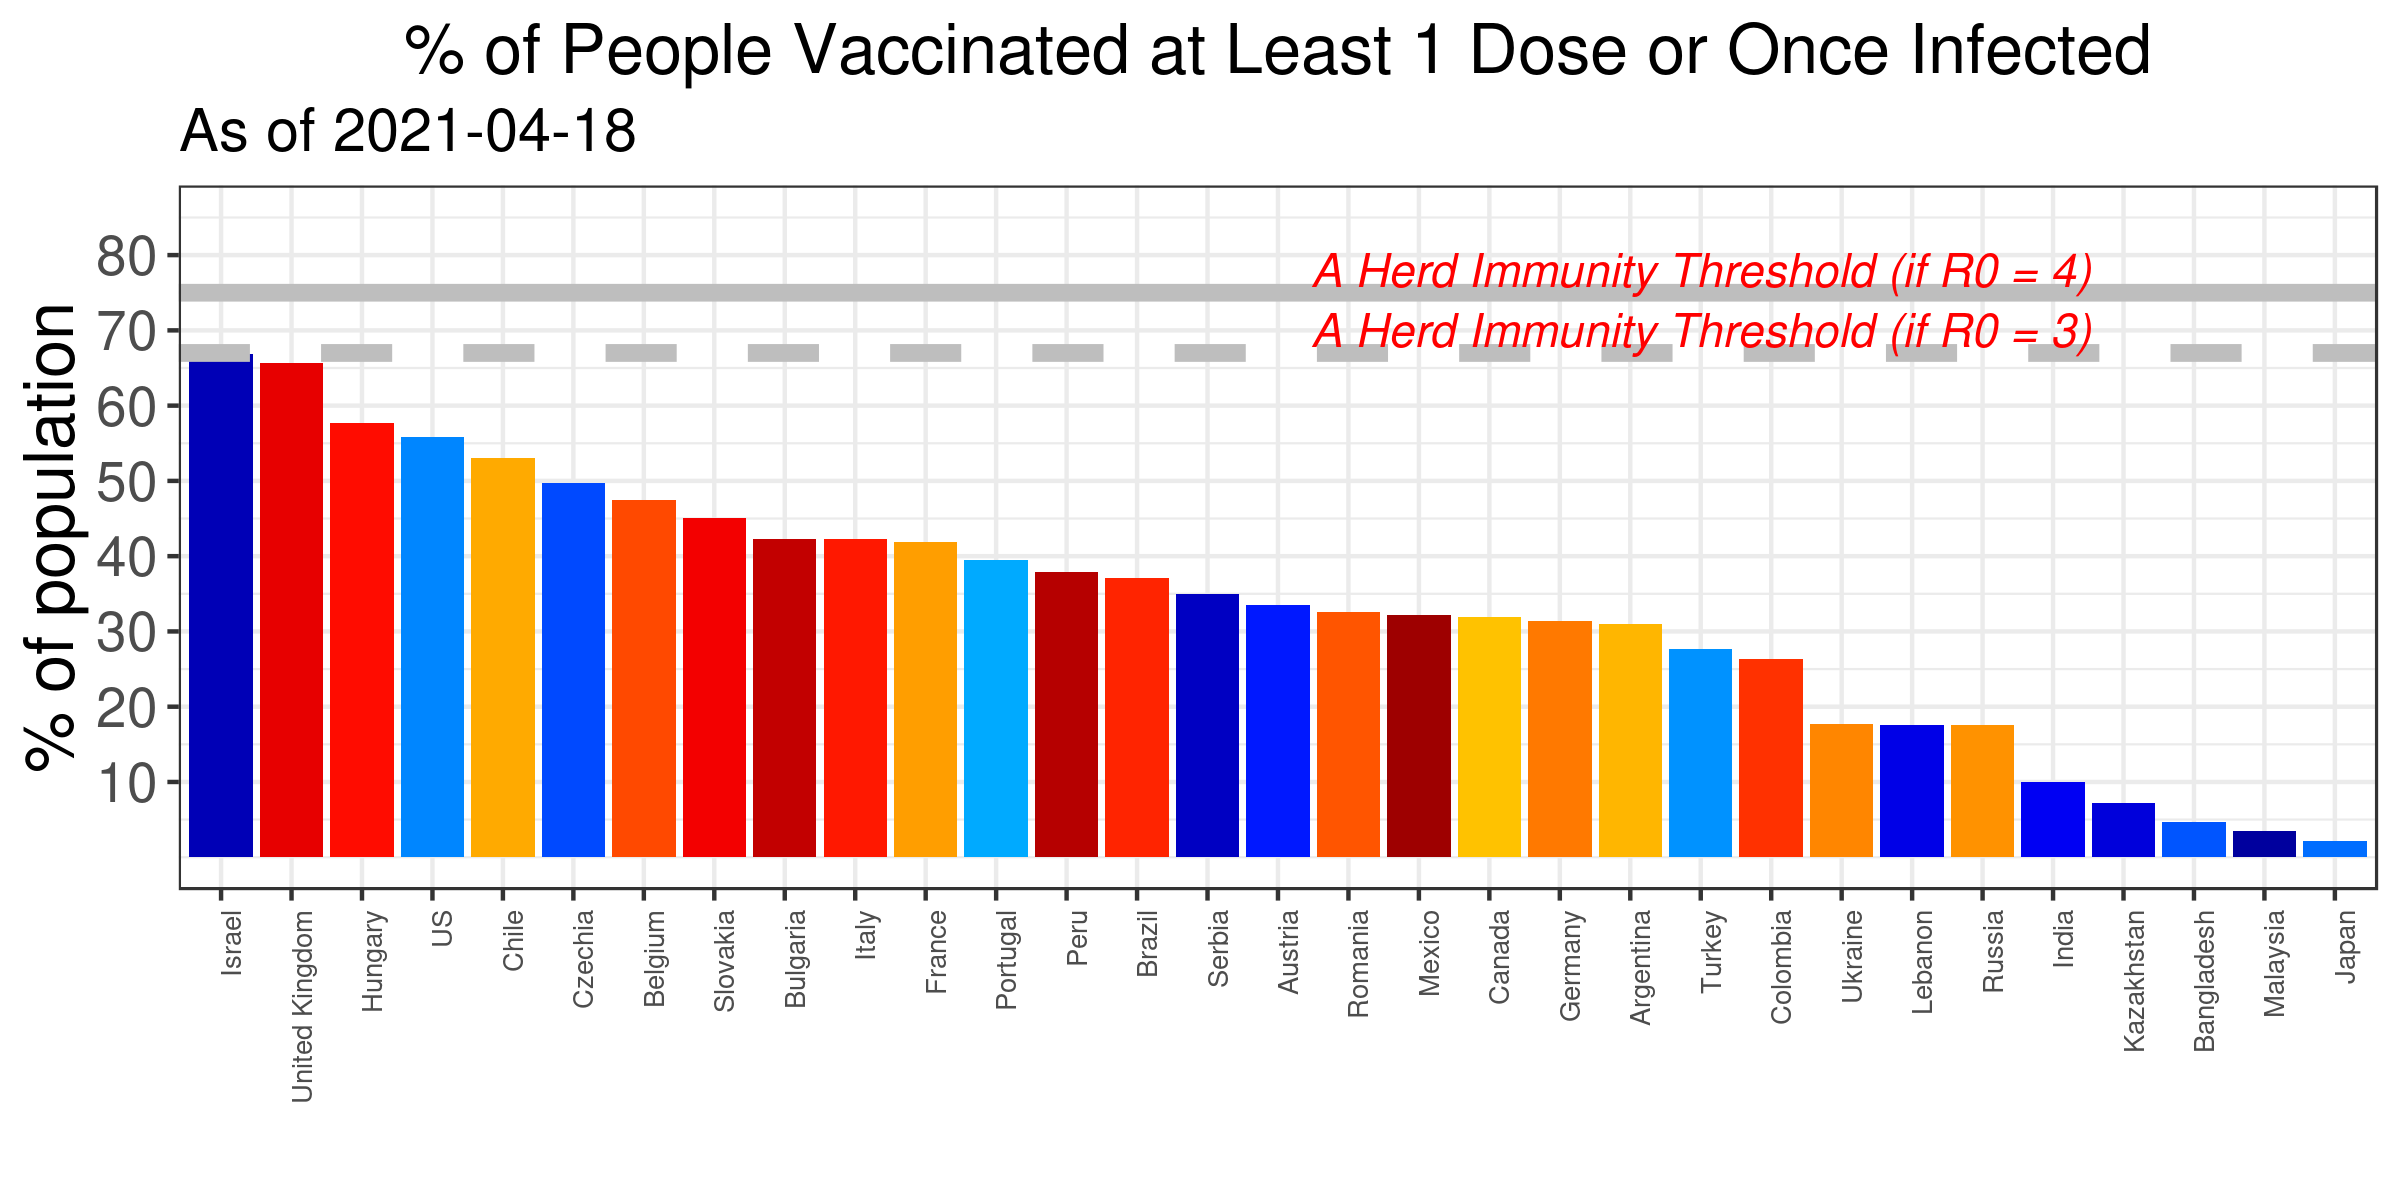 % of People Vaccinated at Least 1 Dose or Once Infected
As of 2021-04-18
% of population
80
70
60
50
40
30
20
10
A Herd Immunity Threshold (if R0 = 4)
A Herd Immunity Threshold (if R0 = 3)
Israel
United Kingdom
Hungary
US
Chile
Czechia
Belgium
Slovakia
Bulgaria
Italy
France
Portugal
Peru
Brazil
Serbia
Austria
Romania
Mexico
Canada
Germany
Argentina
Turkey
Colombia
Ukraine
Lebanon
Russia
India
Kazakhstan
Bangladesh
Malaysia
Japan